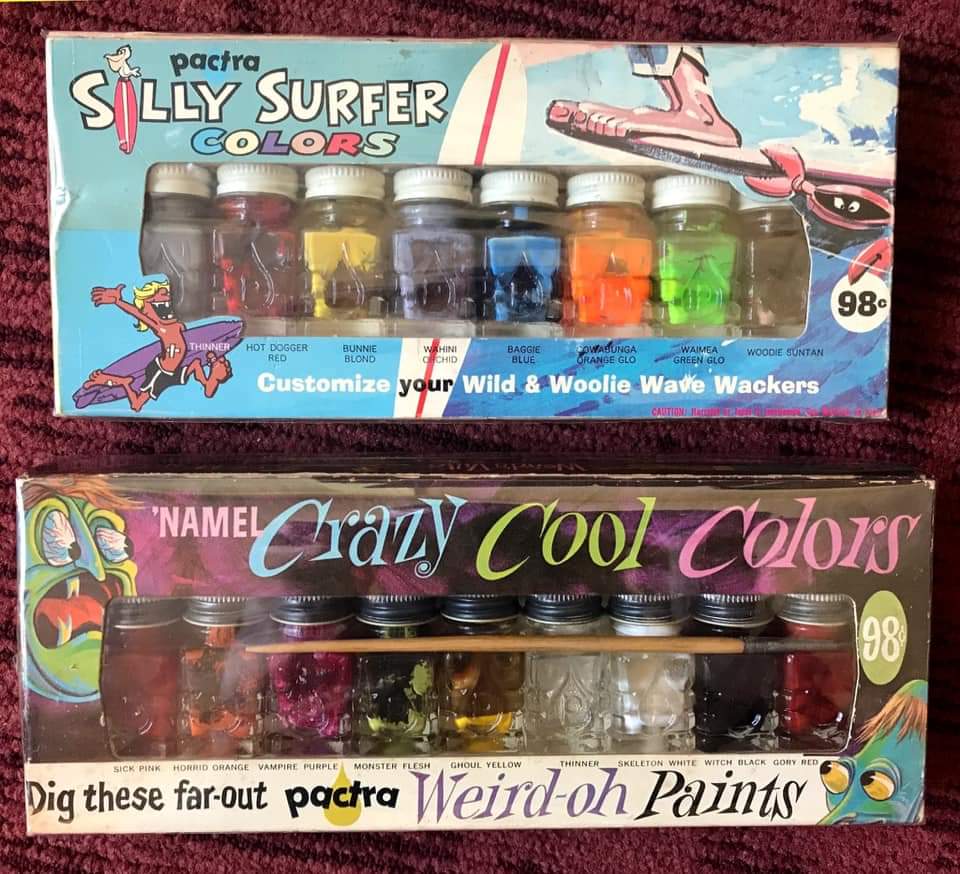 pactra
SILLY SURFER
COLORS
98¢
THINNER
HOT DOGGER
RED
BUNNIE
BLOND
WAHINI
ORCHID
BAGGIE
BLUE
COWABUNGA
ORANGE GLO
WAIMEA
GREEN GLO
WOODIE SUNTAN
Customize your Wild & Woolie Wave Wackers
CAUTION:
'NAMEL Crazy Cool Colors
98¢
SICK PINK HORRID ORANGE VAMPIRE PURPLE MONSTER FLESH GHOUL YELLOW THINNER SKELETON WHITE WITCH BLACK GORY RED
Dig these far-out pactra Weird-oh Paints